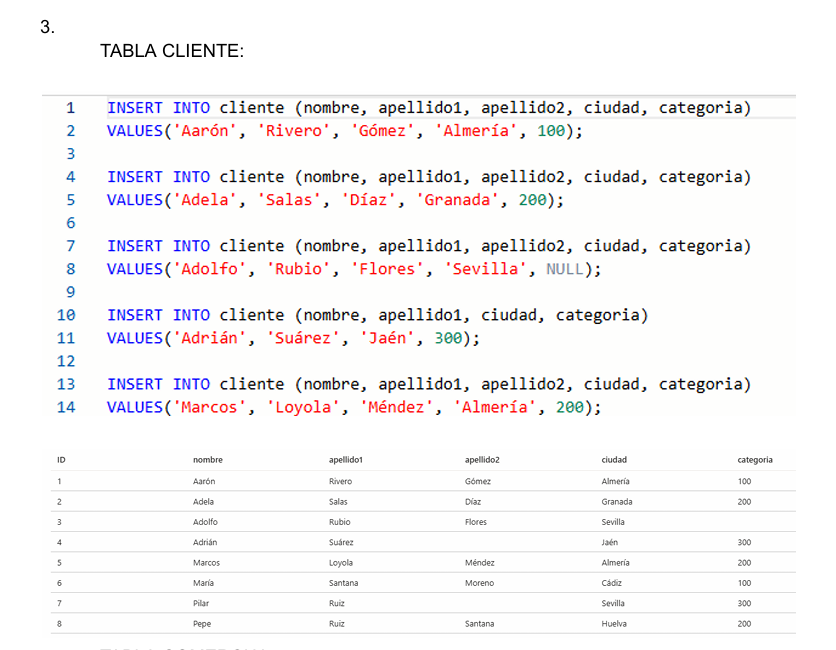 3.
TABLA CLIENTE:
1 INSERT INTO cliente (nombre, apellido1, apellido2, ciudad, categoria)
2 VALUES('Aarón', 'Rivero', 'Gómez', 'Almería', 100);
3
4 INSERT INTO cliente (nombre, apellido1, apellido2, ciudad, categoria)
5 VALUES('Adela', 'Salas', 'Díaz', 'Granada', 200);
6
7 INSERT INTO cliente (nombre, apellido1, apellido2, ciudad, categoria)
8 VALUES('Adolfo', 'Rubio', 'Flores', 'Sevilla', NULL);
9
10 INSERT INTO cliente (nombre, apellido1, ciudad, categoria)
11 VALUES('Adrián', 'Suárez', 'Jaén', 300);
12
13 INSERT INTO cliente (nombre, apellido1, apellido2, ciudad, categoria)
14 VALUES('Marcos', 'Loyola', 'Méndez', 'Almería', 200);
ID nombre apellido1 apellido2 ciudad categoria
1 Aarón Rivero Gómez Almería 100
2 Adela Salas Díaz Granada 200
3 Adolfo Rubio Flores Sevilla
4 Adrián Suárez Jaén 300
5 Marcos Loyola Méndez Almería 200
6 María Santana Moreno Cádiz 100
7 Pilar Ruiz Sevilla 300
8 Pepe Ruiz Santana Huelva 200